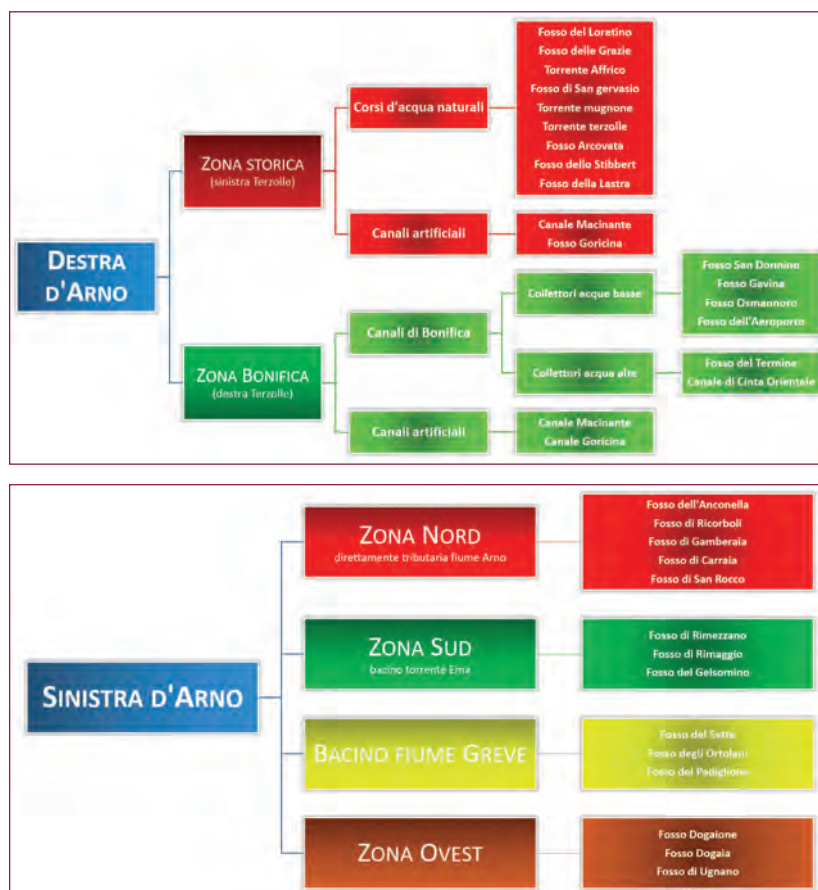 DESTRA
D'ARNO
ZONA STORICA
(sinistra Terzolle)
Corsi d'acqua naturali
Fosso del Loretino
Fosso delle Grazie
Torrente Affrico
Fosso di San gervasio
Torrente mugnone
Torrente terzolle
Fosso Arcovata
Fosso dello Stibbert
Fosso della Lastra
Canali artificiali
Canale Macinante
Fosso Goricina
ZONA BONIFICA
(destra Terzolle)
Canali di Bonifica
Collettori acque basse
Fosso San Donnino
Fosso Gavina
Fosso Osmannoro
Fosso dell'Aeroporto
Collettori acqua alte
Fosso del Termine
Canale di Cinta Orientale
Canali artificiali
Canale Macinante
Canale Goricina
SINISTRA D'ARNO
ZONA NORD
direttamente tributaria fiume Arno
Fosso dell'Anconella
Fosso di Ricorboli
Fosso di Gamberaia
Fosso di Carraia
Fosso di San Rocco
ZONA SUD
bacino torrente Ema
Fosso di Rimezzano
Fosso di Rimaggio
Fosso del Gelsomino
BACINO FIUME GREVE
Fosso del Sette
Fosso degli Ortolani
Fosso del Padiglione
ZONA OVEST
Fosso Dogaione
Fosso Dogaia
Fosso di Ugnano